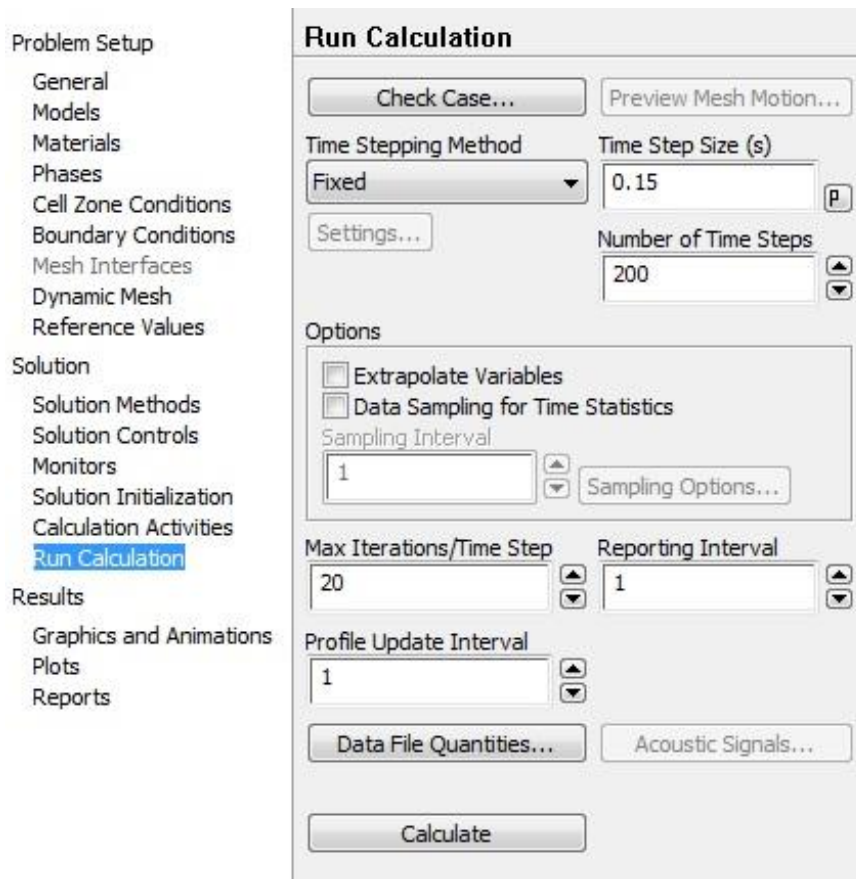 Problem Setup
General
Models
Materials
Phases
Cell Zone Conditions
Boundary Conditions
Mesh Interfaces
Dynamic Mesh
Reference Values
Solution
Solution Methods
Solution Controls
Monitors
Solution Initialization
Calculation Activities
Run Calculation
Results
Graphics and Animations
Plots
Reports
Run Calculation
Check Case...
Preview Mesh Motion...
Time Stepping Method
Fixed
Settings...
Time Step Size (s)
0.15
P
Number of Time Steps
200
Options
Extrapolate Variables
Data Sampling for Time Statistics
Sampling Interval
1
Sampling Options...
Max Iterations/Time Step
20
Reporting Interval
1
Profile Update Interval
1
Data File Quantities...
Acoustic Signals...
Calculate